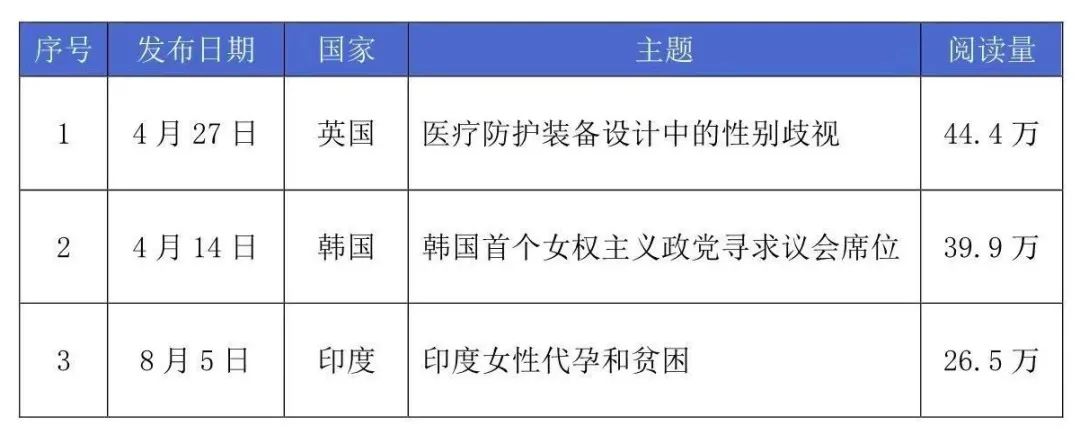 序号 发布日期 国家 主题 阅读量
1 4月27日 英国 医疗防护装备设计中的性别歧视 44.4万
2 4月14日 韩国 韩国首个女权主义政党寻求议会席位 39.9万
3 8月5日 印度 印度女性代孕和贫困 26.5万